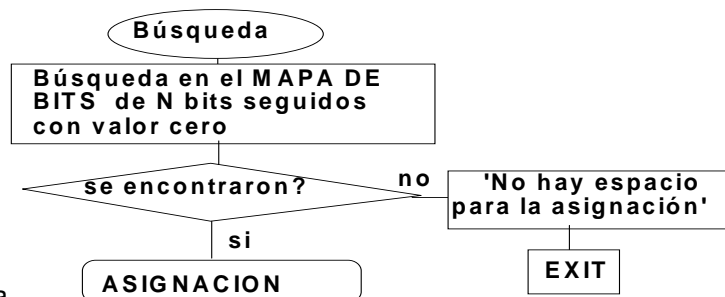 Búsqueda
Búsqueda en el MAPA DE
BITS de N bits seguidos
con valor cero
se encontraron?
no
'No hay espacio
para la asignación'
si
EXIT
ASIGNACION